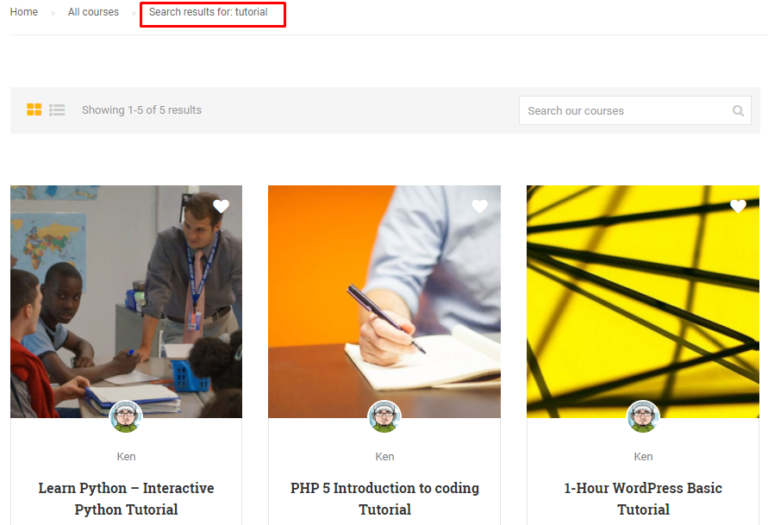 Home All courses Search results for: tutorial
Showing 1-5 of 5 results Search our courses
Ken
Learn Python – Interactive
Python Tutorial
Ken
PHP 5 Introduction to coding
Tutorial
Ken
1-Hour WordPress Basic
Tutorial